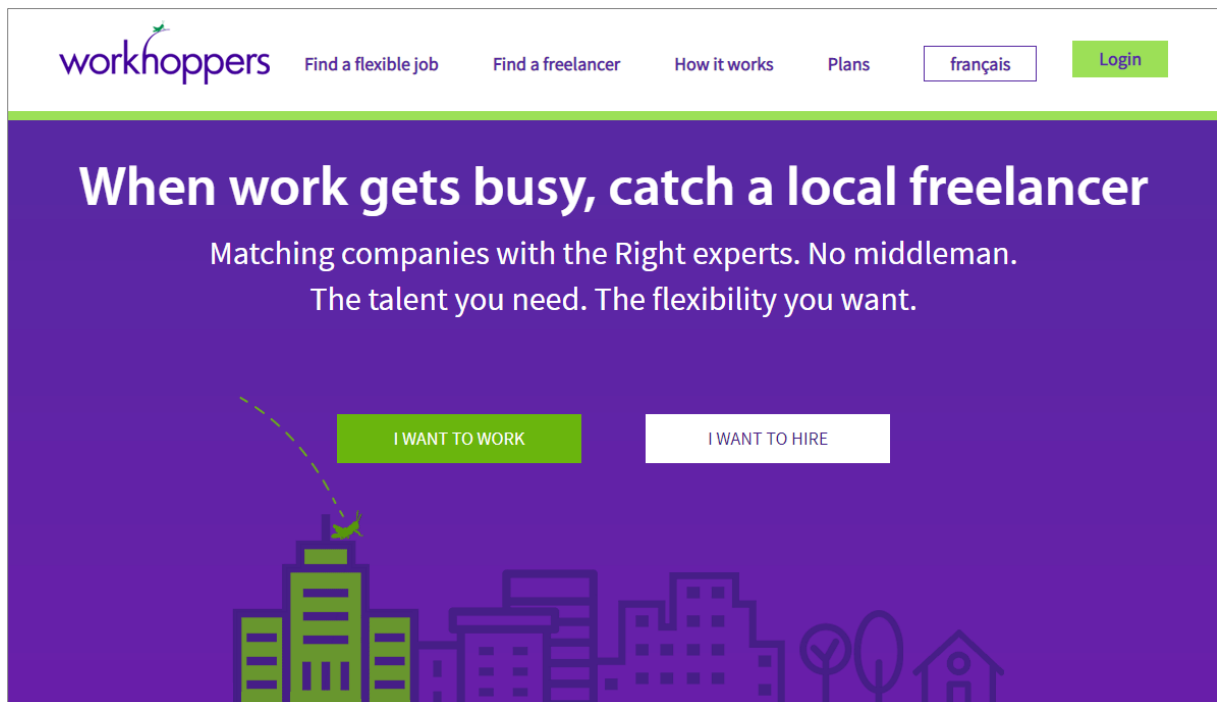 workhoppers
Find a flexible job
Find a freelancer
How it works
Plans
français
Login
When work gets busy, catch a local freelancer
Matching companies with the Right experts. No middleman.
The talent you need. The flexibility you want.
I WANT TO WORK
I WANT TO HIRE